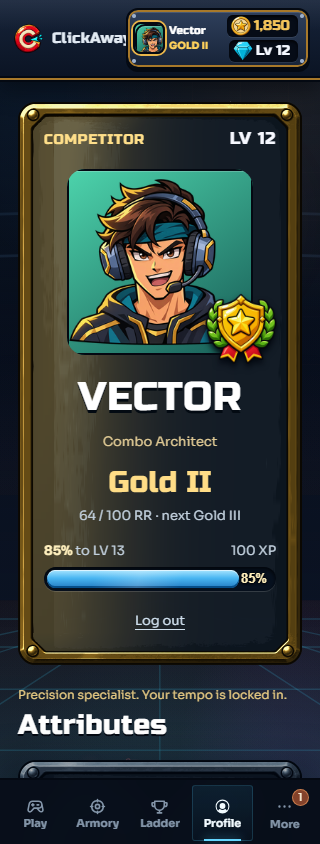 ClickAway
Vector
GOLD II
1,850
Lv 12
COMPETITOR
LV 12
VECTOR
Combo Architect
Gold II
64 / 100 RR · next Gold III
85% to LV 13
100 XP
85%
Log out
Precision specialist. Your tempo is locked in.
Attributes
Play
Armory
Ladder
Profile
More
1